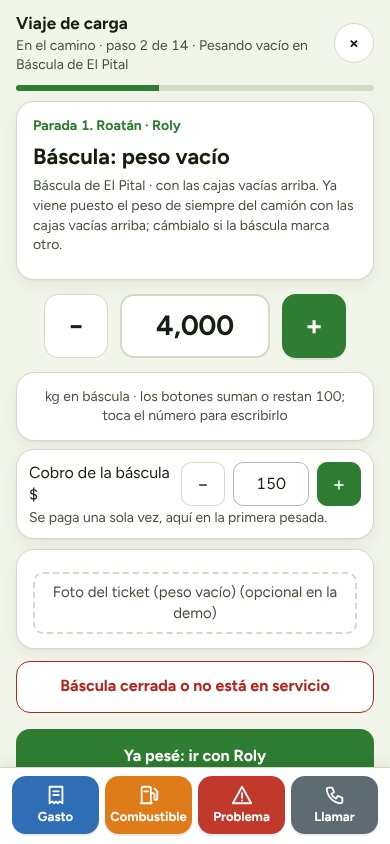 Viaje de carga
En el camino · paso 2 de 14 · Pesando vacío en
Báscula de El Pital
×
Parada 1. Roatán · Roly
Báscula: peso vacío
Báscula de El Pital · con las cajas vacías arriba. Ya
viene puesto el peso de siempre del camión con las
cajas vacías arriba; cámbialo si la báscula marca
otro.
− 4,000 +
kg en báscula · los botones suman o restan 100;
toca el número para escribirlo
Cobro de la báscula
$
− 150 +
Se paga una sola vez, aquí en la primera pesada.
Foto del ticket (peso vacío) (opcional en la
demo)
Báscula cerrada o no está en servicio
Ya pesé: ir con Roly
Gasto Combustible Problema Llamar